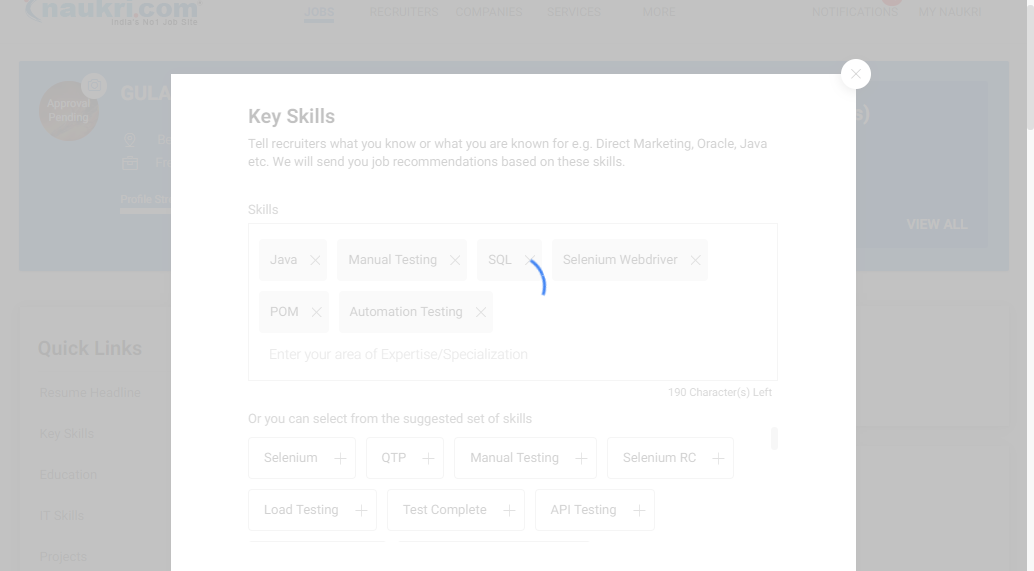 naukri.com
India's No1 Job Site
JOBS RECRUITERS COMPANIES SERVICES MORE NOTIFICATIONS MY NAUKRI
Approval
Pending
GULA
s)
VIEW ALL
Quick Links
Resume Headline
Key Skills
Education
IT Skills
Projects
Key Skills
Tell recruiters what you know or what you are known for e.g. Direct Marketing, Oracle, Java
etc. We will send you job recommendations based on these skills.
Skills
Java Manual Testing SQL Selenium Webdriver
POM Automation Testing
Enter your area of Expertise/Specialization
190 Character(s) Left
Or you can select from the suggested set of skills
Selenium QTP Manual Testing Selenium RC
Load Testing Test Complete API Testing